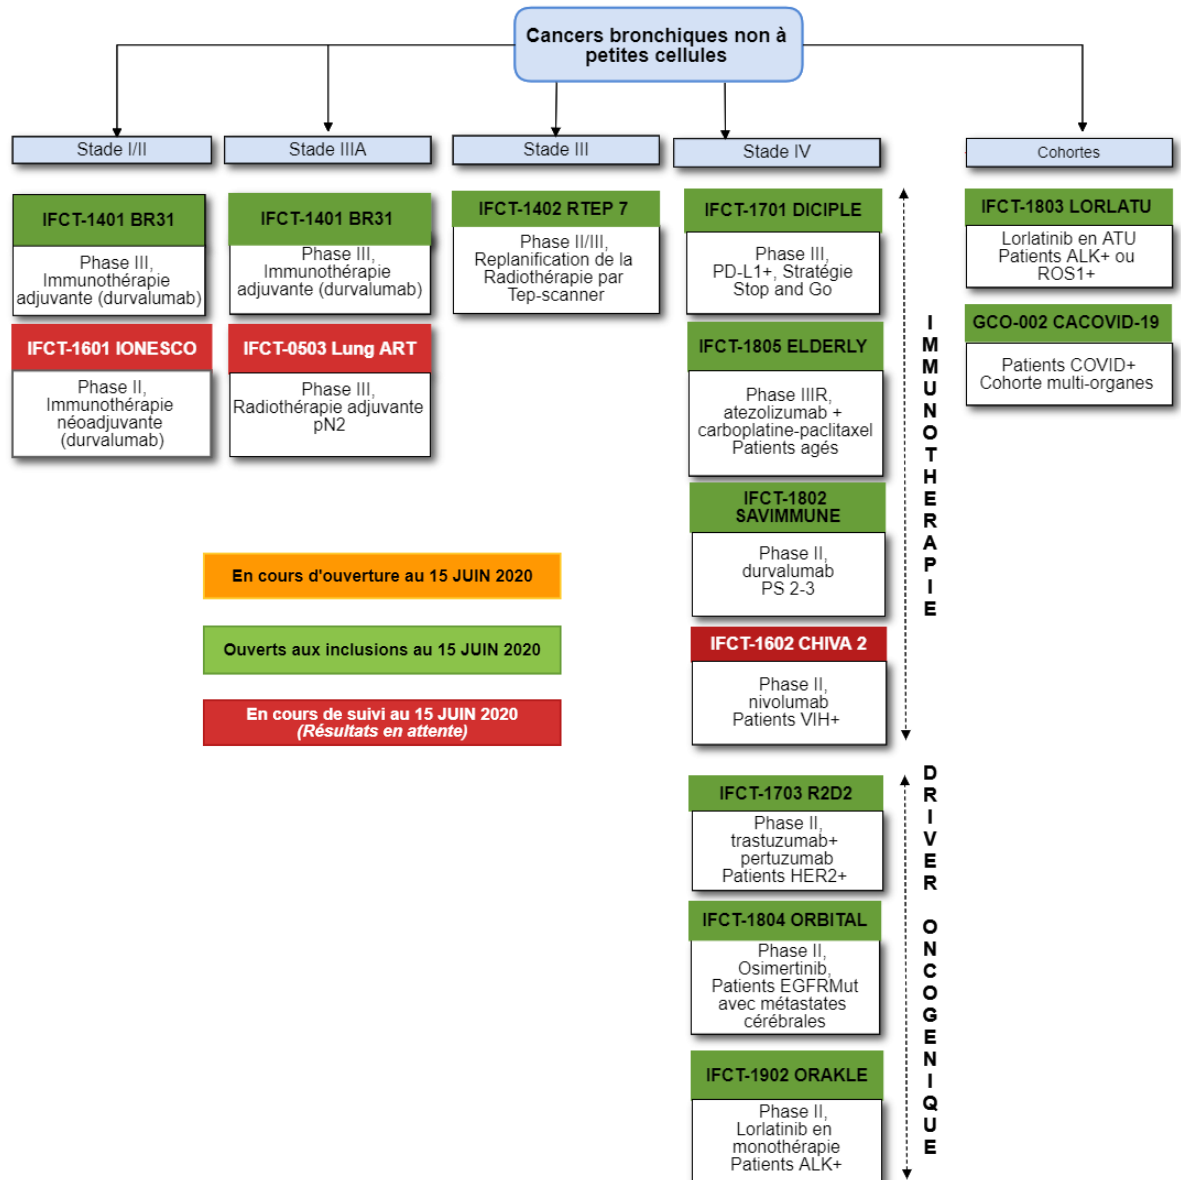 Cancers bronchiques non à
petites cellules
Stade I/II
Stade IIIA
Stade III
Stade IV
Cohortes
IFCT-1401 BR31
Phase III,
Immunothérapie
adjuvante (durvalumab)
IFCT-1601 IONESCO
Phase II,
Immunothérapie
néoadjuvante
(durvalumab)
IFCT-1401 BR31
Phase III,
Immunothérapie
adjuvante (durvalumab)
IFCT-0503 Lung ART
Phase III,
Radiothérapie adjuvante
pN2
IFCT-1402 RTEP 7
Phase II/III,
Replanification de la
Radiothérapie par
Tep-scanner
IFCT-1701 DICIPLE
Phase III,
PD-L1+, Stratégie
Stop and Go
IFCT-1805 ELDERLY
Phase IIIR,
atezolizumab +
carboplatine-paclitaxel
Patients agés
IFCT-1802
SAVIMMUNE
Phase II,
durvalumab
PS 2-3
IFCT-1602 CHIVA 2
Phase II,
nivolumab
Patients VIH+
IFCT-1703 R2D2
Phase II,
trastuzumab+
pertuzumab
Patients HER2+
IFCT-1804 ORBITAL
Phase II,
Osimertinib,
Patients EGFRMut
avec métastates
cérébrales
IFCT-1902 ORAKLE
Phase II,
Lorlatinib en
monothérapie
Patients ALK+
IMMUNOTHERAPIE
DRIVER ONCOGENIQUE
IFCT-1803 LORLATU
Lorlatinib en ATU
Patients ALK+ ou
ROS1+
GCO-002 CACOVID-19
Patients COVID+
Cohorte multi-organes
En cours d'ouverture au 15 JUIN 2020
Ouverts aux inclusions au 15 JUIN 2020
En cours de suivi au 15 JUIN 2020
(Résultats en attente)